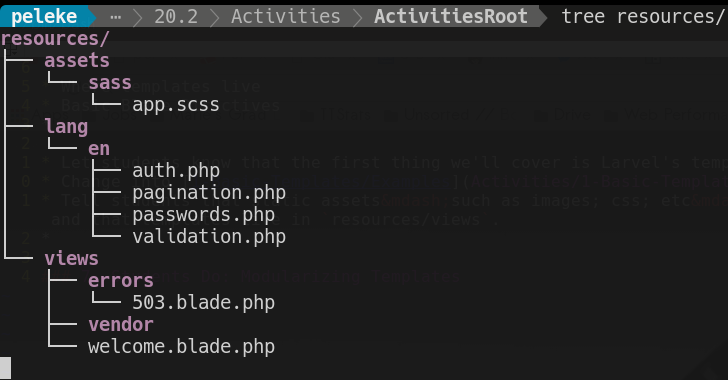 peleke ⋯ 20.2 Activities ActivitiesRoot tree resources/
resources/
├── assets
│   └── sass
│       └── app.scss
├── lang
│   └── en
│       ├── auth.php
│       ├── pagination.php
│       ├── passwords.php
│       └── validation.php
└── views
    ├── errors
    │   └── 503.blade.php
    ├── vendor
    └── welcome.blade.php